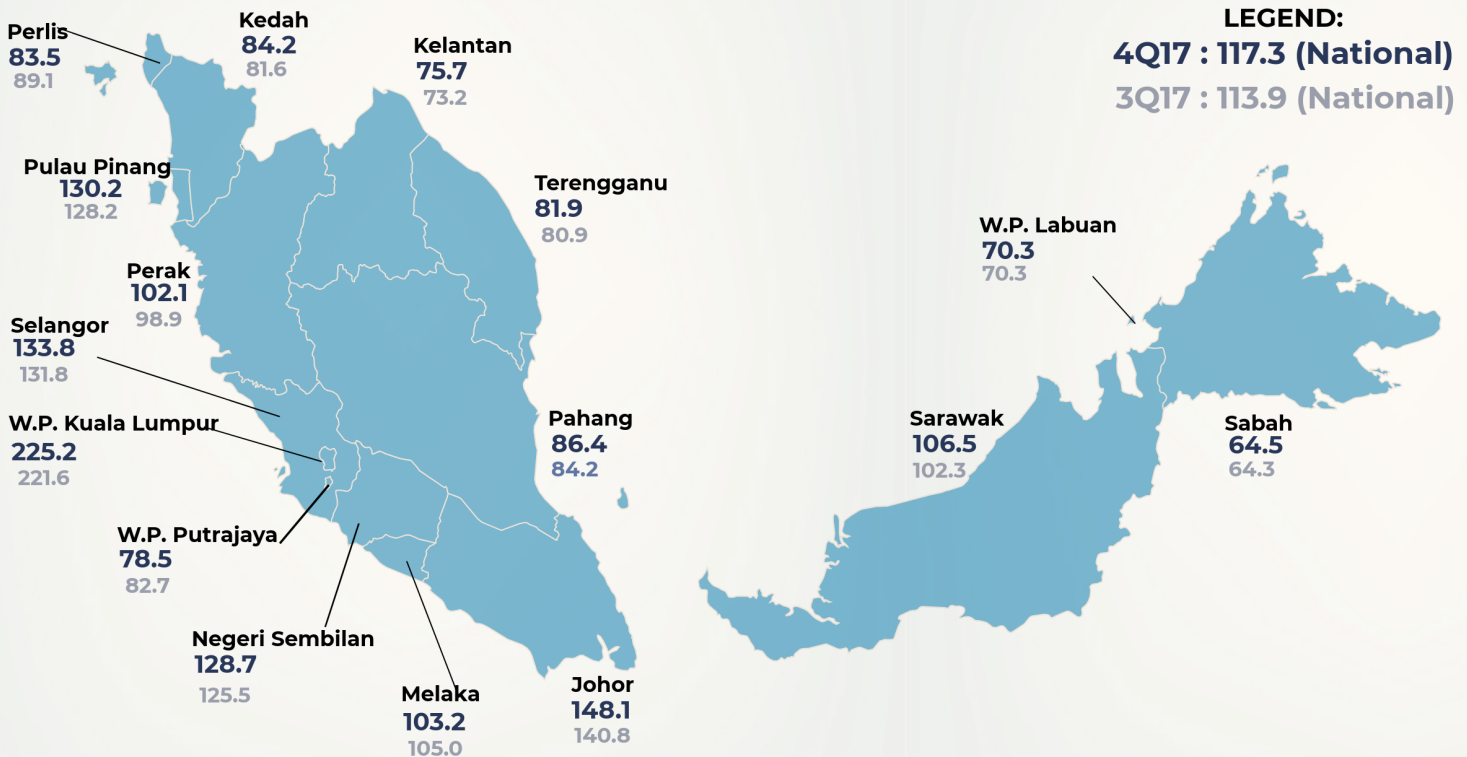 LEGEND:
4Q17 : 117.3 (National)
3Q17 : 113.9 (National)
Perlis
83.5
89.1
Kedah
84.2
81.6
Kelantan
75.7
73.2
Pulau Pinang
130.2
128.2
Terengganu
81.9
80.9
Perak
102.1
98.9
Selangor
133.8
131.8
W.P. Kuala Lumpur
225.2
221.6
Pahang
86.4
84.2
W.P. Putrajaya
78.5
82.7
Negeri Sembilan
128.7
125.5
Melaka
103.2
105.0
Johor
148.1
140.8
W.P. Labuan
70.3
70.3
Sarawak
106.5
102.3
Sabah
64.5
64.3